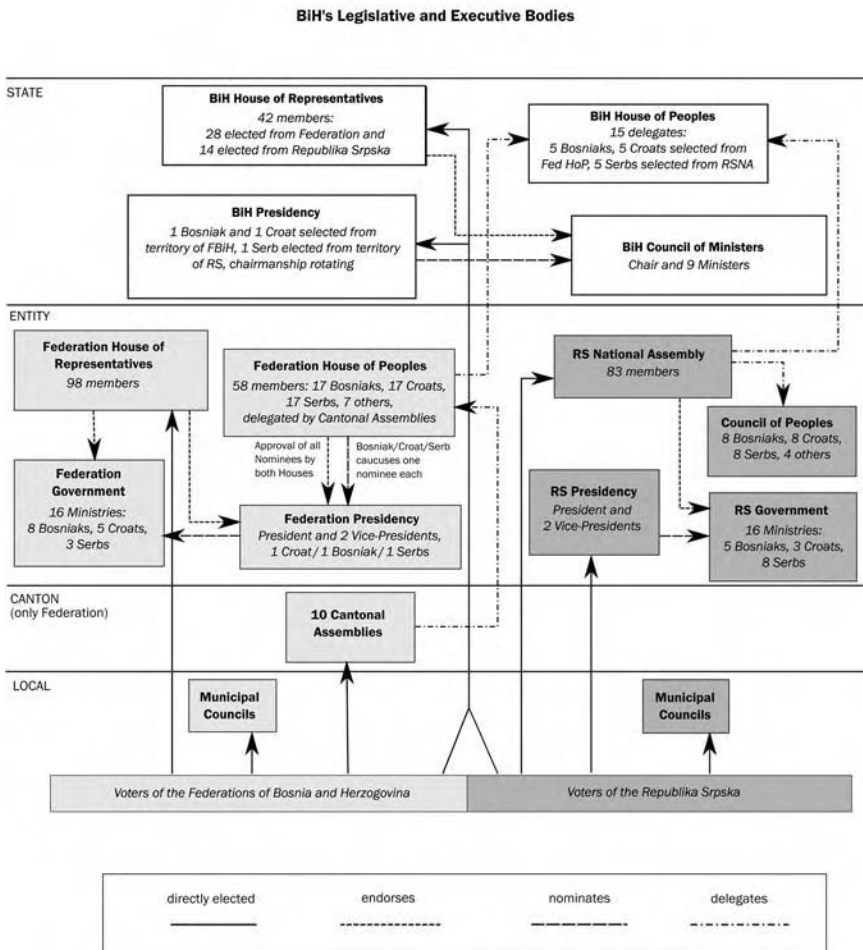 BiH's Legislative and Executive Bodies
STATE
BiH House of Representatives
42 members:
28 elected from Federation and
14 elected from Republika Srpska
BiH House of Peoples
15 delegates:
5 Bosniaks, 5 Croats selected from
Fed HoP, 5 Serbs selected from RSNA
BiH Presidency
1 Bosniak and 1 Croat selected from
territory of FBiH, 1 Serb elected from territory
of RS, chairmanship rotating
BiH Council of Ministers
Chair and 9 Ministers
ENTITY
Federation House of
Representatives
98 members
Federation House of Peoples
58 members: 17 Bosniaks, 17 Croats,
17 Serbs, 7 others,
delegated by Cantonal Assemblies
RS National Assembly
83 members
Council of Peoples
8 Bosniaks, 8 Croats,
8 Serbs, 4 others
Approval of all
Nominees by
both Houses
Bosniak/Croat/Serb
caucuses one
nominee each
Federation
Government
16 Ministries:
8 Bosniaks, 5 Croats,
3 Serbs
Federation Presidency
President and 2 Vice-Presidents,
1 Croat/ 1 Bosniak/ 1 Serbs
RS Presidency
President and
2 Vice-Presidents
RS Government
16 Ministries:
5 Bosniaks, 3 Croats,
8 Serbs
CANTON
(only Federation)
10 Cantonal
Assemblies
LOCAL
Municipal
Councils
Municipal
Councils
Voters of the Federations of Bosnia and Herzogovina
Voters of the Republika Srpska
directly elected
endorses
nominates
delegates